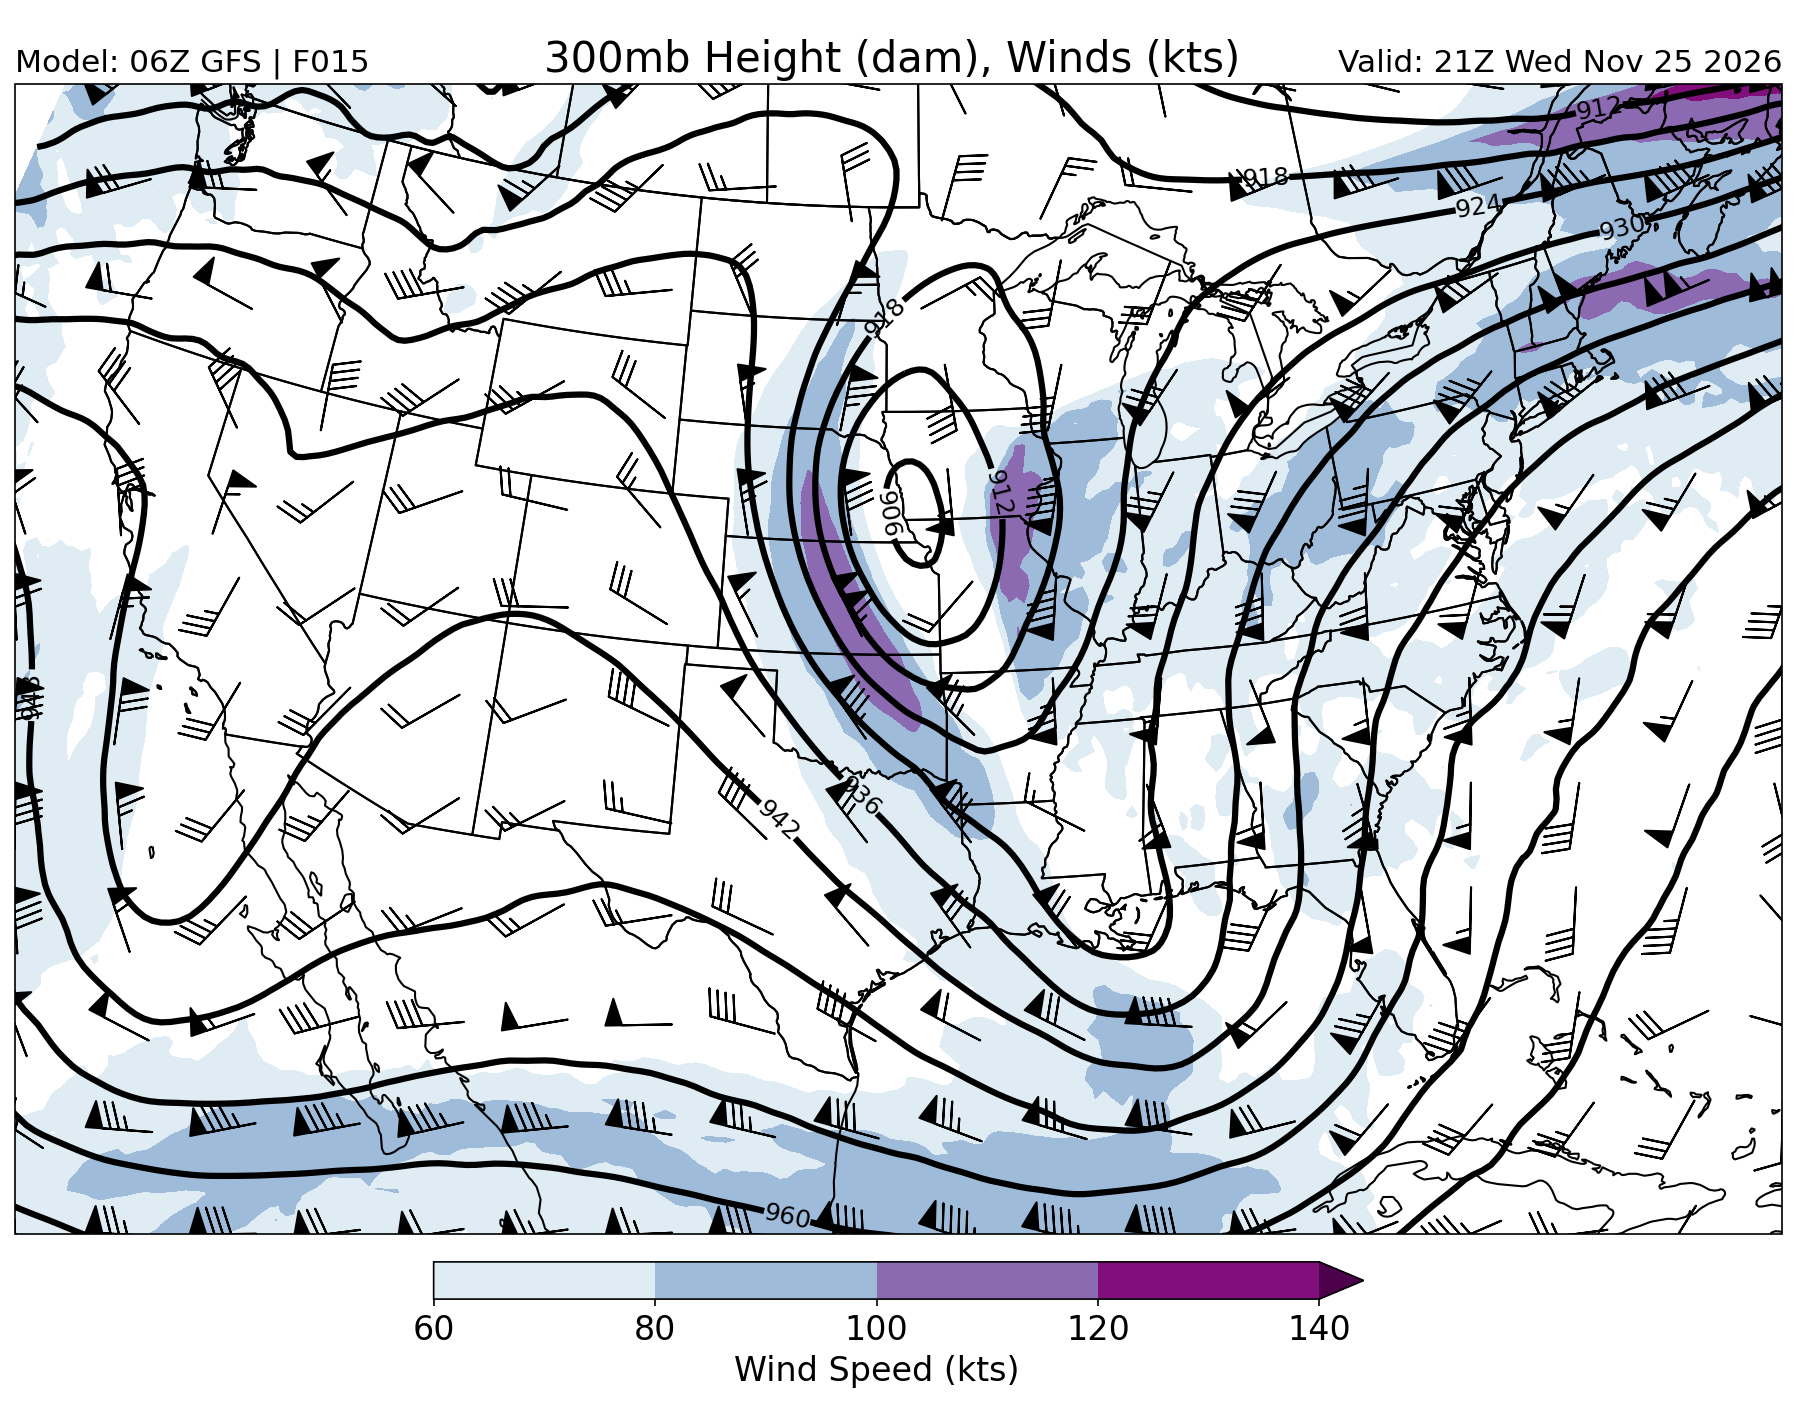 Model: 06Z GFS | F015
300mb Height (dam), Winds (kts)
Valid: 21Z Wed Nov 25 2026
912
918
924
930
918
912
906
948
936
942
960
60 80 100 120 140
Wind Speed (kts)